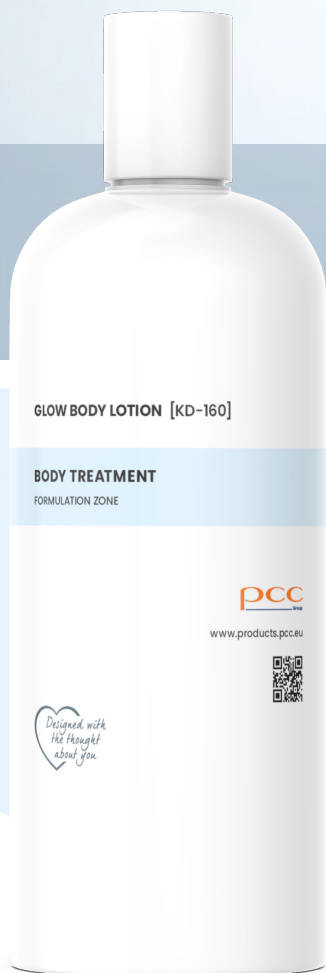 GLOW BODY LOTION [KD-160]
BODY TREATMENT
FORMULATION ZONE
pcc
Group
www.products.pcc.eu
Designed with
the thought
about you